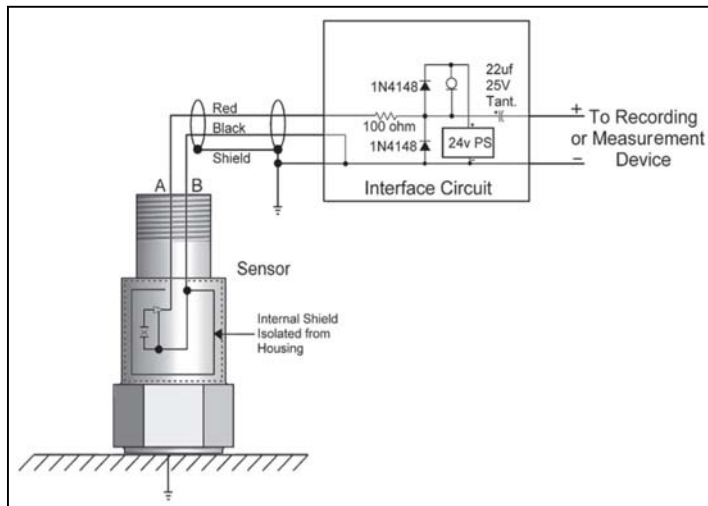 1N4148
22uf
25V
Tant.
Red
Black
Shield
100 ohm
1N4148
24v PS
+
To Recording
or Measurement
Device
−
Interface Circuit
A B
Sensor
Internal Shield
Isolated from
Housing